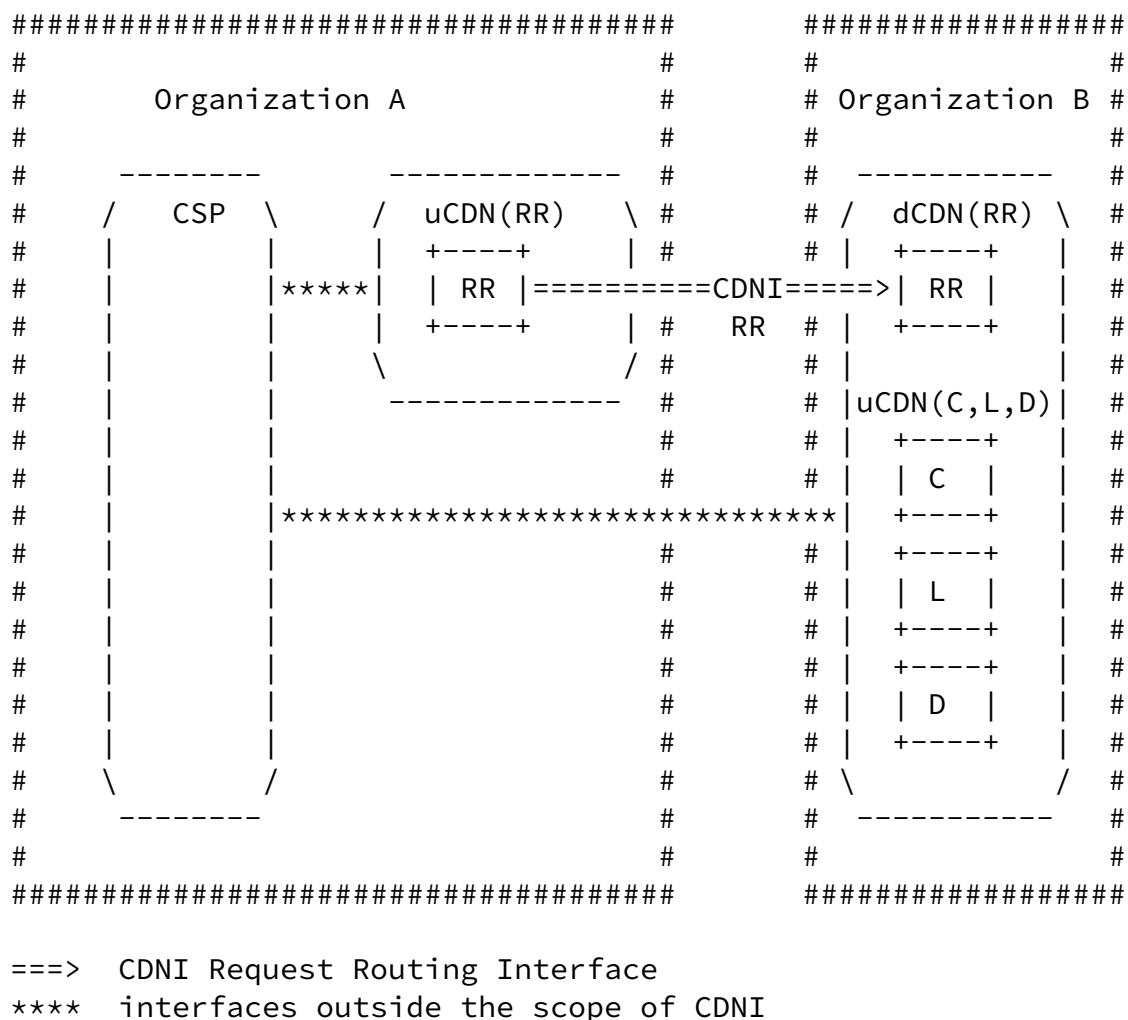 #####################################       ##################
#                                   #       #                #
#       Organization A              #       # Organization B #
#                                   #       #                #
#     --------       -------------  #       #  -----------   #
#    /   CSP  \     /  uCDN(RR)   \ #       # /  dCDN(RR) \  #
#    |        |     |  +----+     | #       # |  +----+   |  #
#    |        |*****|  | RR |==========CDNI=====>| RR |   |  #
#    |        |     |  +----+     | #   RR  # |  +----+   |  #
#    |        |     \             / #       # |           |  #
#    |        |      -------------  #       # |uCDN(C,L,D)|  #
#    |        |                     #       # |  +----+   |  #
#    |        |                     #       # |  | C  |   |  #
#    |        |*******************************|  +----+   |  #
#    |        |                     #       # |  +----+   |  #
#    |        |                     #       # |  | L  |   |  #
#    |        |                     #       # |  +----+   |  #
#    |        |                     #       # |  +----+   |  #
#    |        |                     #       # |  | D  |   |  #
#    |        |                     #       # |  +----+   |  #
#    \        /                     #       # \           /  #
#     --------                      #       #  -----------   #
#                                   #       #                #
#####################################       ##################

===>  CDNI Request Routing Interface
****  interfaces outside the scope of CDNI